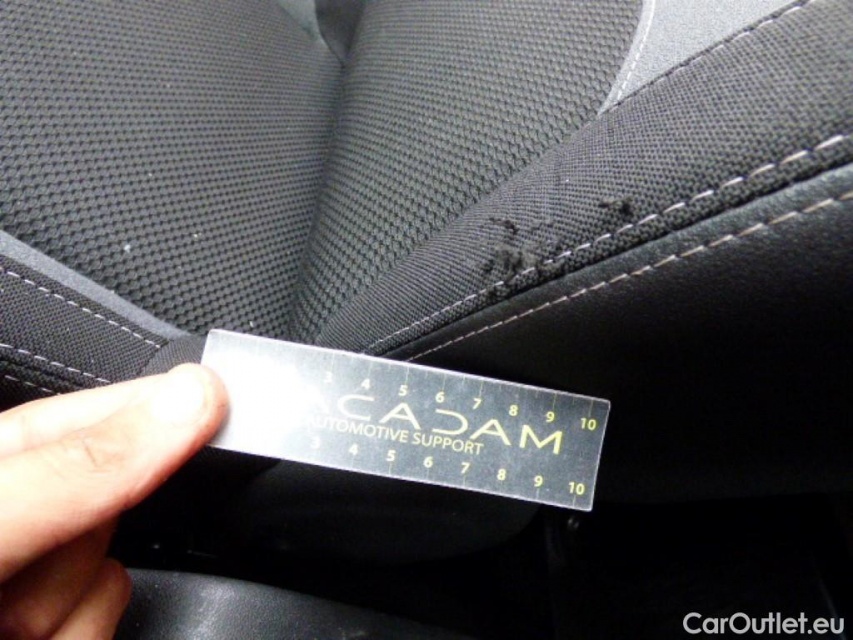 3 4 5 6 7 8 9 10
ACADAM
AUTOMOTIVE SUPPORT
3 4 5 6 7 8 9 10
CarOutlet.eu